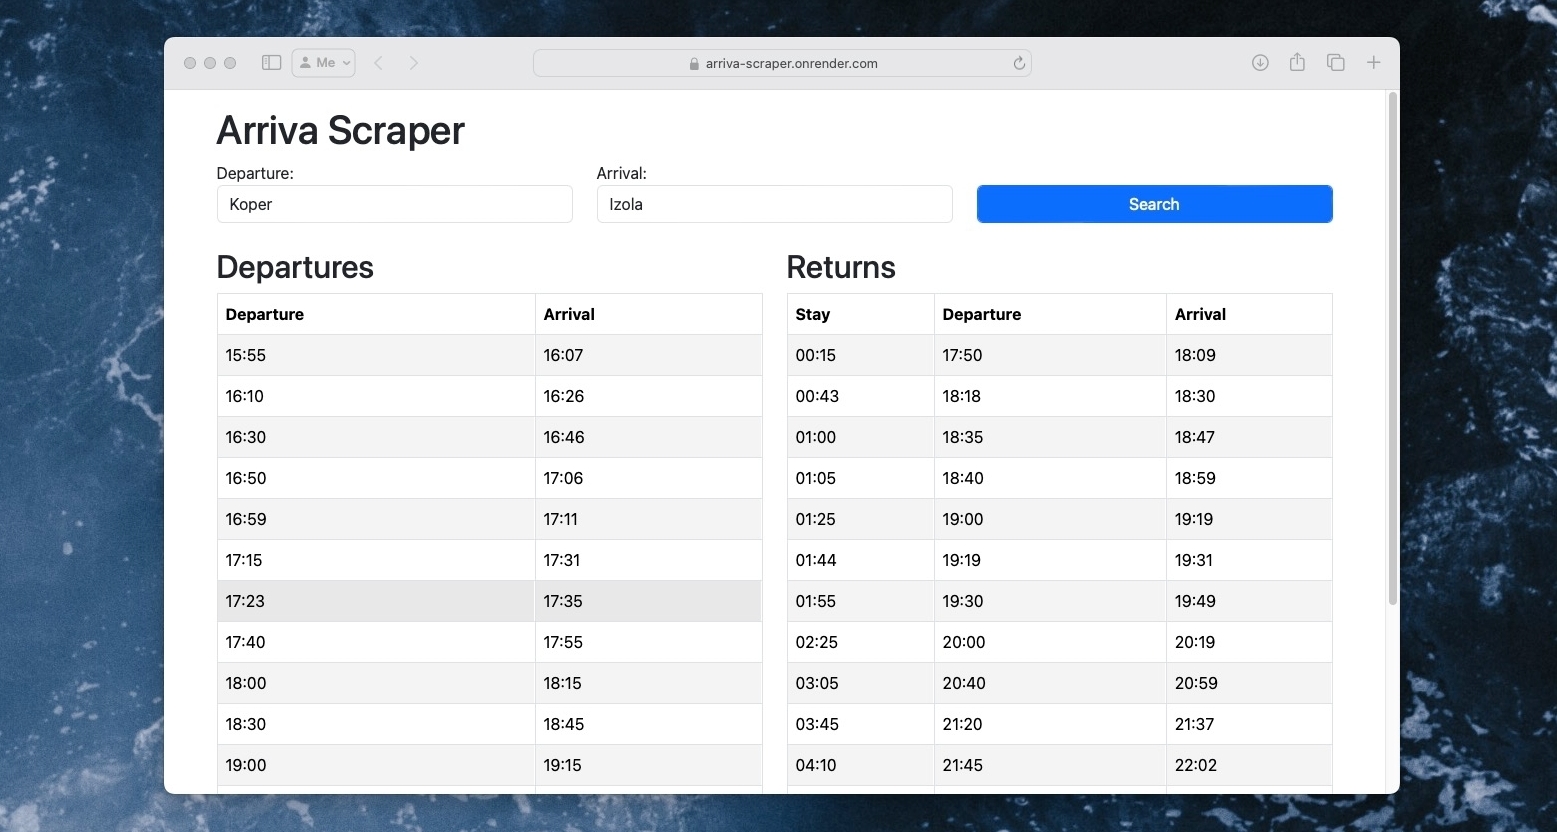 Me
arriva-scraper.onrender.com
Arriva Scraper
Departure:
Arrival:
Koper
Izola
Search
Departures
Departure Arrival
15:55 16:07
16:10 16:26
16:30 16:46
16:50 17:06
16:59 17:11
17:15 17:31
17:23 17:35
17:40 17:55
18:00 18:15
18:30 18:45
19:00 19:15
Returns
Stay Departure Arrival
00:15 17:50 18:09
00:43 18:18 18:30
01:00 18:35 18:47
01:05 18:40 18:59
01:25 19:00 19:19
01:44 19:19 19:31
01:55 19:30 19:49
02:25 20:00 20:19
03:05 20:40 20:59
03:45 21:20 21:37
04:10 21:45 22:02